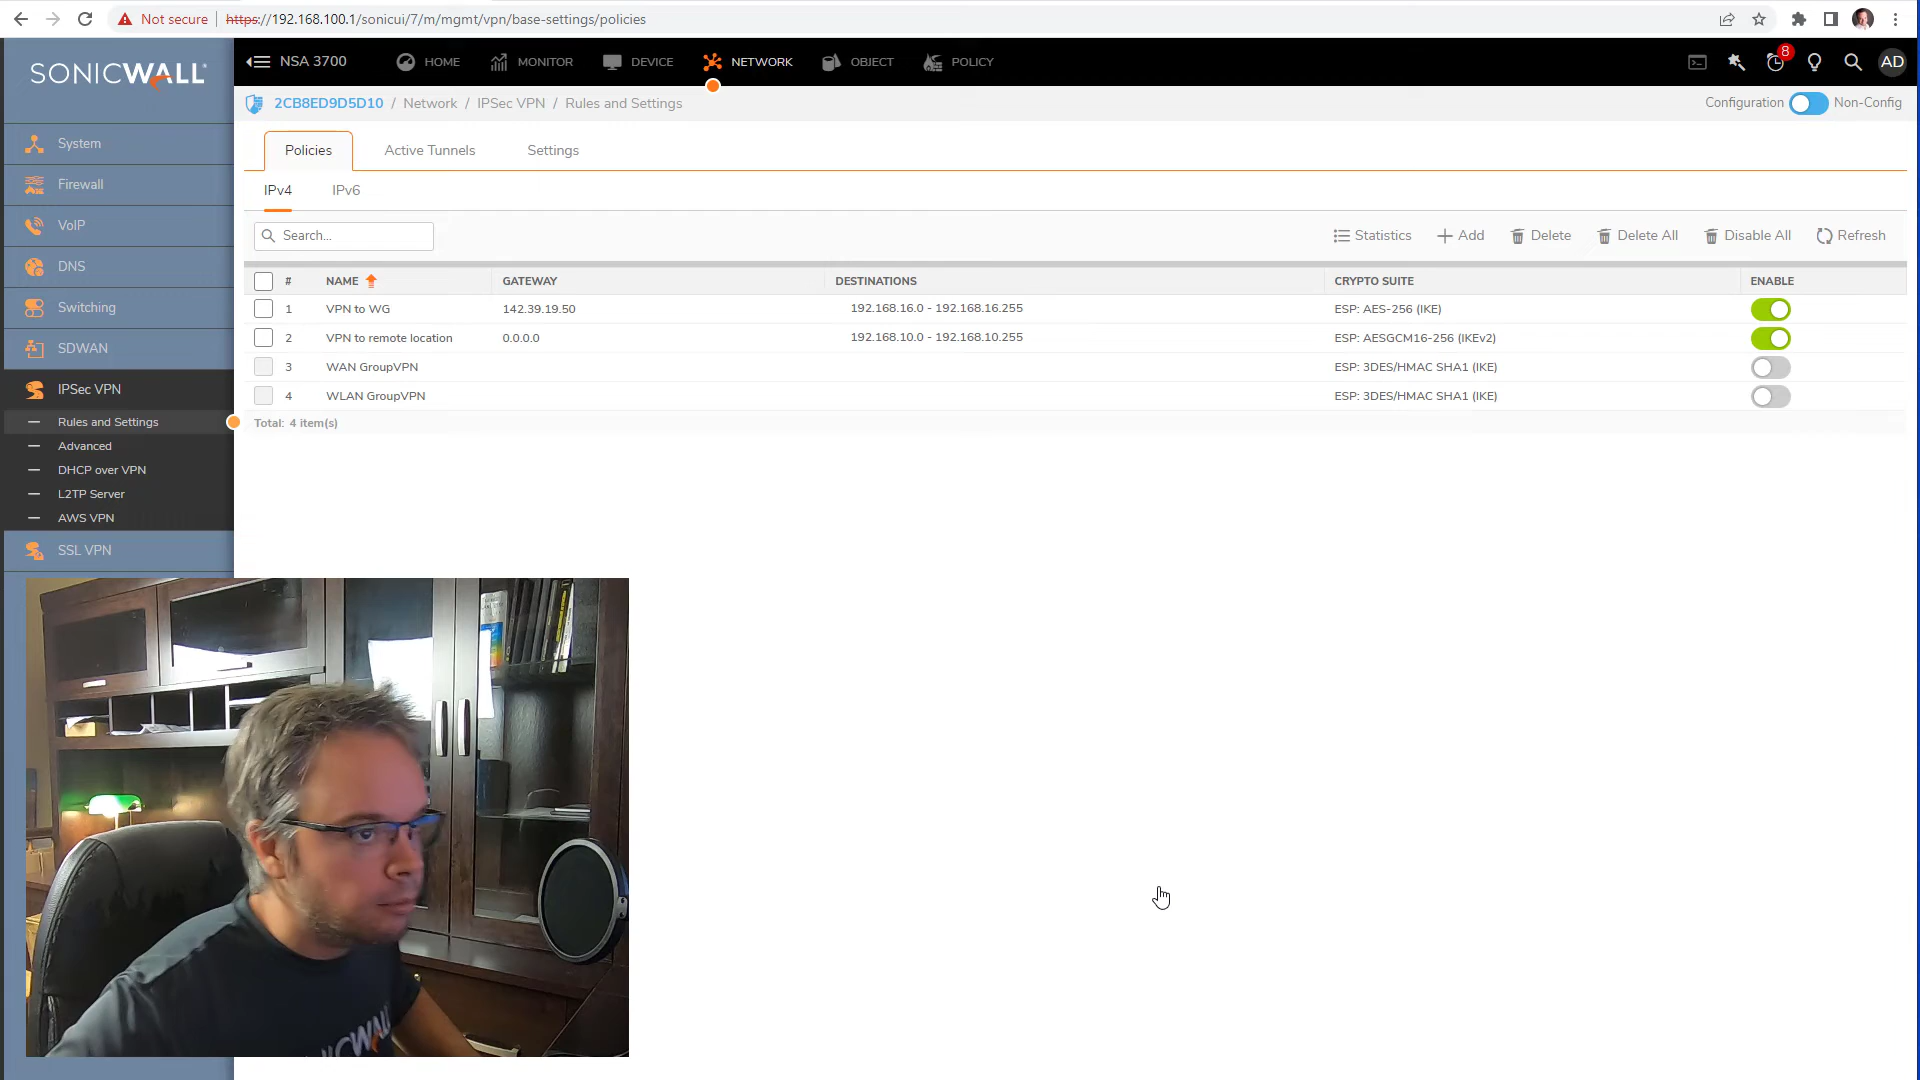 Not secure
https://192.168.100.1/sonicui/7/m/mgmt/vpn/base-settings/policies
SONICWALL
NSA 3700
HOME
MONITOR
DEVICE
NETWORK
OBJECT
POLICY
8
AD
2CB8ED9D5D10 / Network / IPSec VPN / Rules and Settings
Configuration
Non-Config
System
Firewall
VoIP
DNS
Switching
SDWAN
IPSec VPN
Rules and Settings
Advanced
DHCP over VPN
L2TP Server
AWS VPN
SSL VPN
Policies
Active Tunnels
Settings
IPv4
IPv6
Search...
Statistics
Add
Delete
Delete All
Disable All
Refresh
# NAME GATEWAY DESTINATIONS CRYPTO SUITE ENABLE
1 VPN to WG 142.39.19.50 192.168.16.0 - 192.168.16.255 ESP: AES-256 (IKE)
2 VPN to remote location 0.0.0.0 192.168.10.0 - 192.168.10.255 ESP: AESGCM16-256 (IKEv2)
3 WAN GroupVPN ESP: 3DES/HMAC SHA1 (IKE)
4 WLAN GroupVPN ESP: 3DES/HMAC SHA1 (IKE)
Total: 4 item(s)